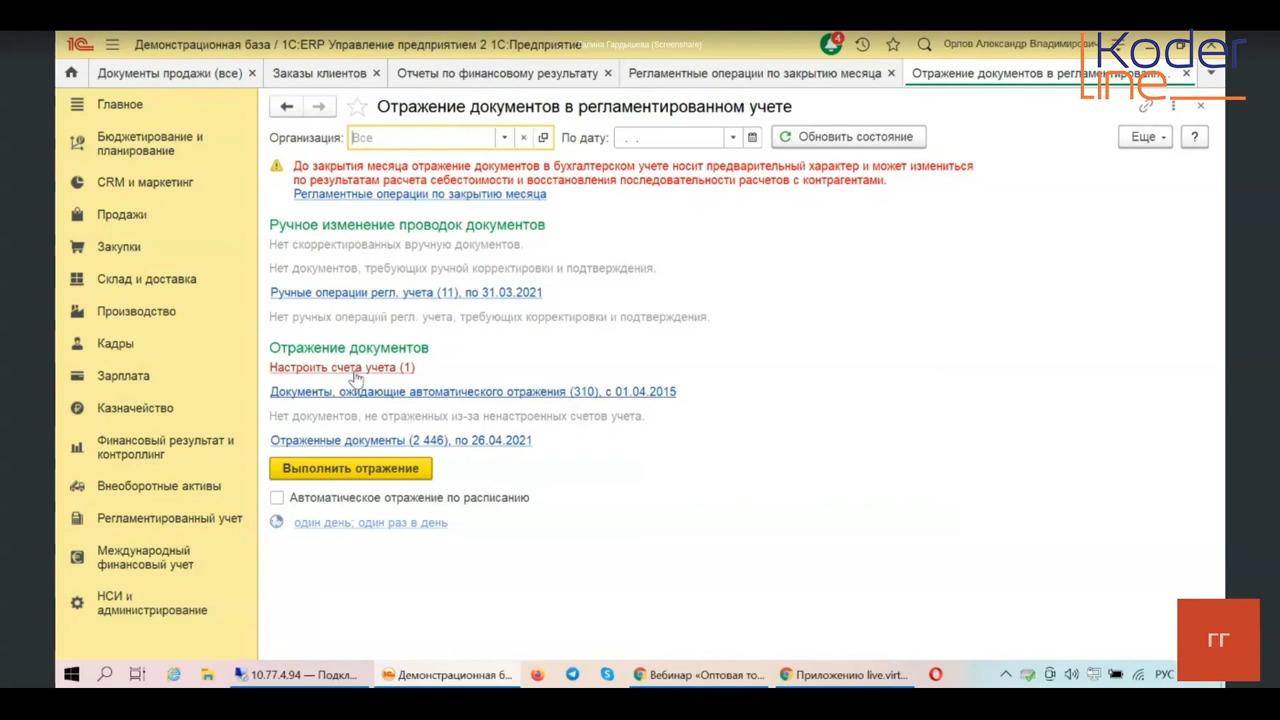 Демонстрационная база / 1С:ERP Управление предприятием 2 1С:Предприятие
Галина Гардышева (Screenshare)
4
Орлов Александр Владимирович
Koder
Line
Документы продажи (все)
Заказы клиентов
Отчеты по финансовому результату
Регламентные операции по закрытию месяца
Отражение документов в регламентированн...
Главное
Бюджетирование и
планирование
CRM и маркетинг
Продажи
Закупки
Склад и доставка
Производство
Кадры
Зарплата
Казначейство
Финансовый результат и
контроллинг
Внеоборотные активы
Регламентированный учет
Международный
финансовый учет
НСИ и
администрирование
Отражение документов в регламентированном учете
Организация: Все По дату: . . Обновить состояние Еще ?
До закрытия месяца отражение документов в бухгалтерском учете носит предварительный характер и может измениться
по результатам расчета себестоимости и восстановления последовательности расчетов с контрагентами.
Регламентные операции по закрытию месяца
Ручное изменение проводок документов
Нет скорректированных вручную документов.
Нет документов, требующих ручной корректировки и подтверждения.
Ручные операции регл. учета (11), по 31.03.2021
Нет ручных операций регл. учета, требующих корректировки и подтверждения.
Отражение документов
Настроить счета учета (1)
Документы, ожидающие автоматического отражения (310), с 01.04.2015
Нет документов, не отраженных из-за ненастроенных счетов учета.
Отраженные документы (2 446), по 26.04.2021
Выполнить отражение
Автоматическое отражение по расписанию
один день; один раз в день
ГГ
10.77.4.94 — Подкл...
Демонстрационная б...
Вебинар «Оптовая то...
Приложению live.virt...
РУС